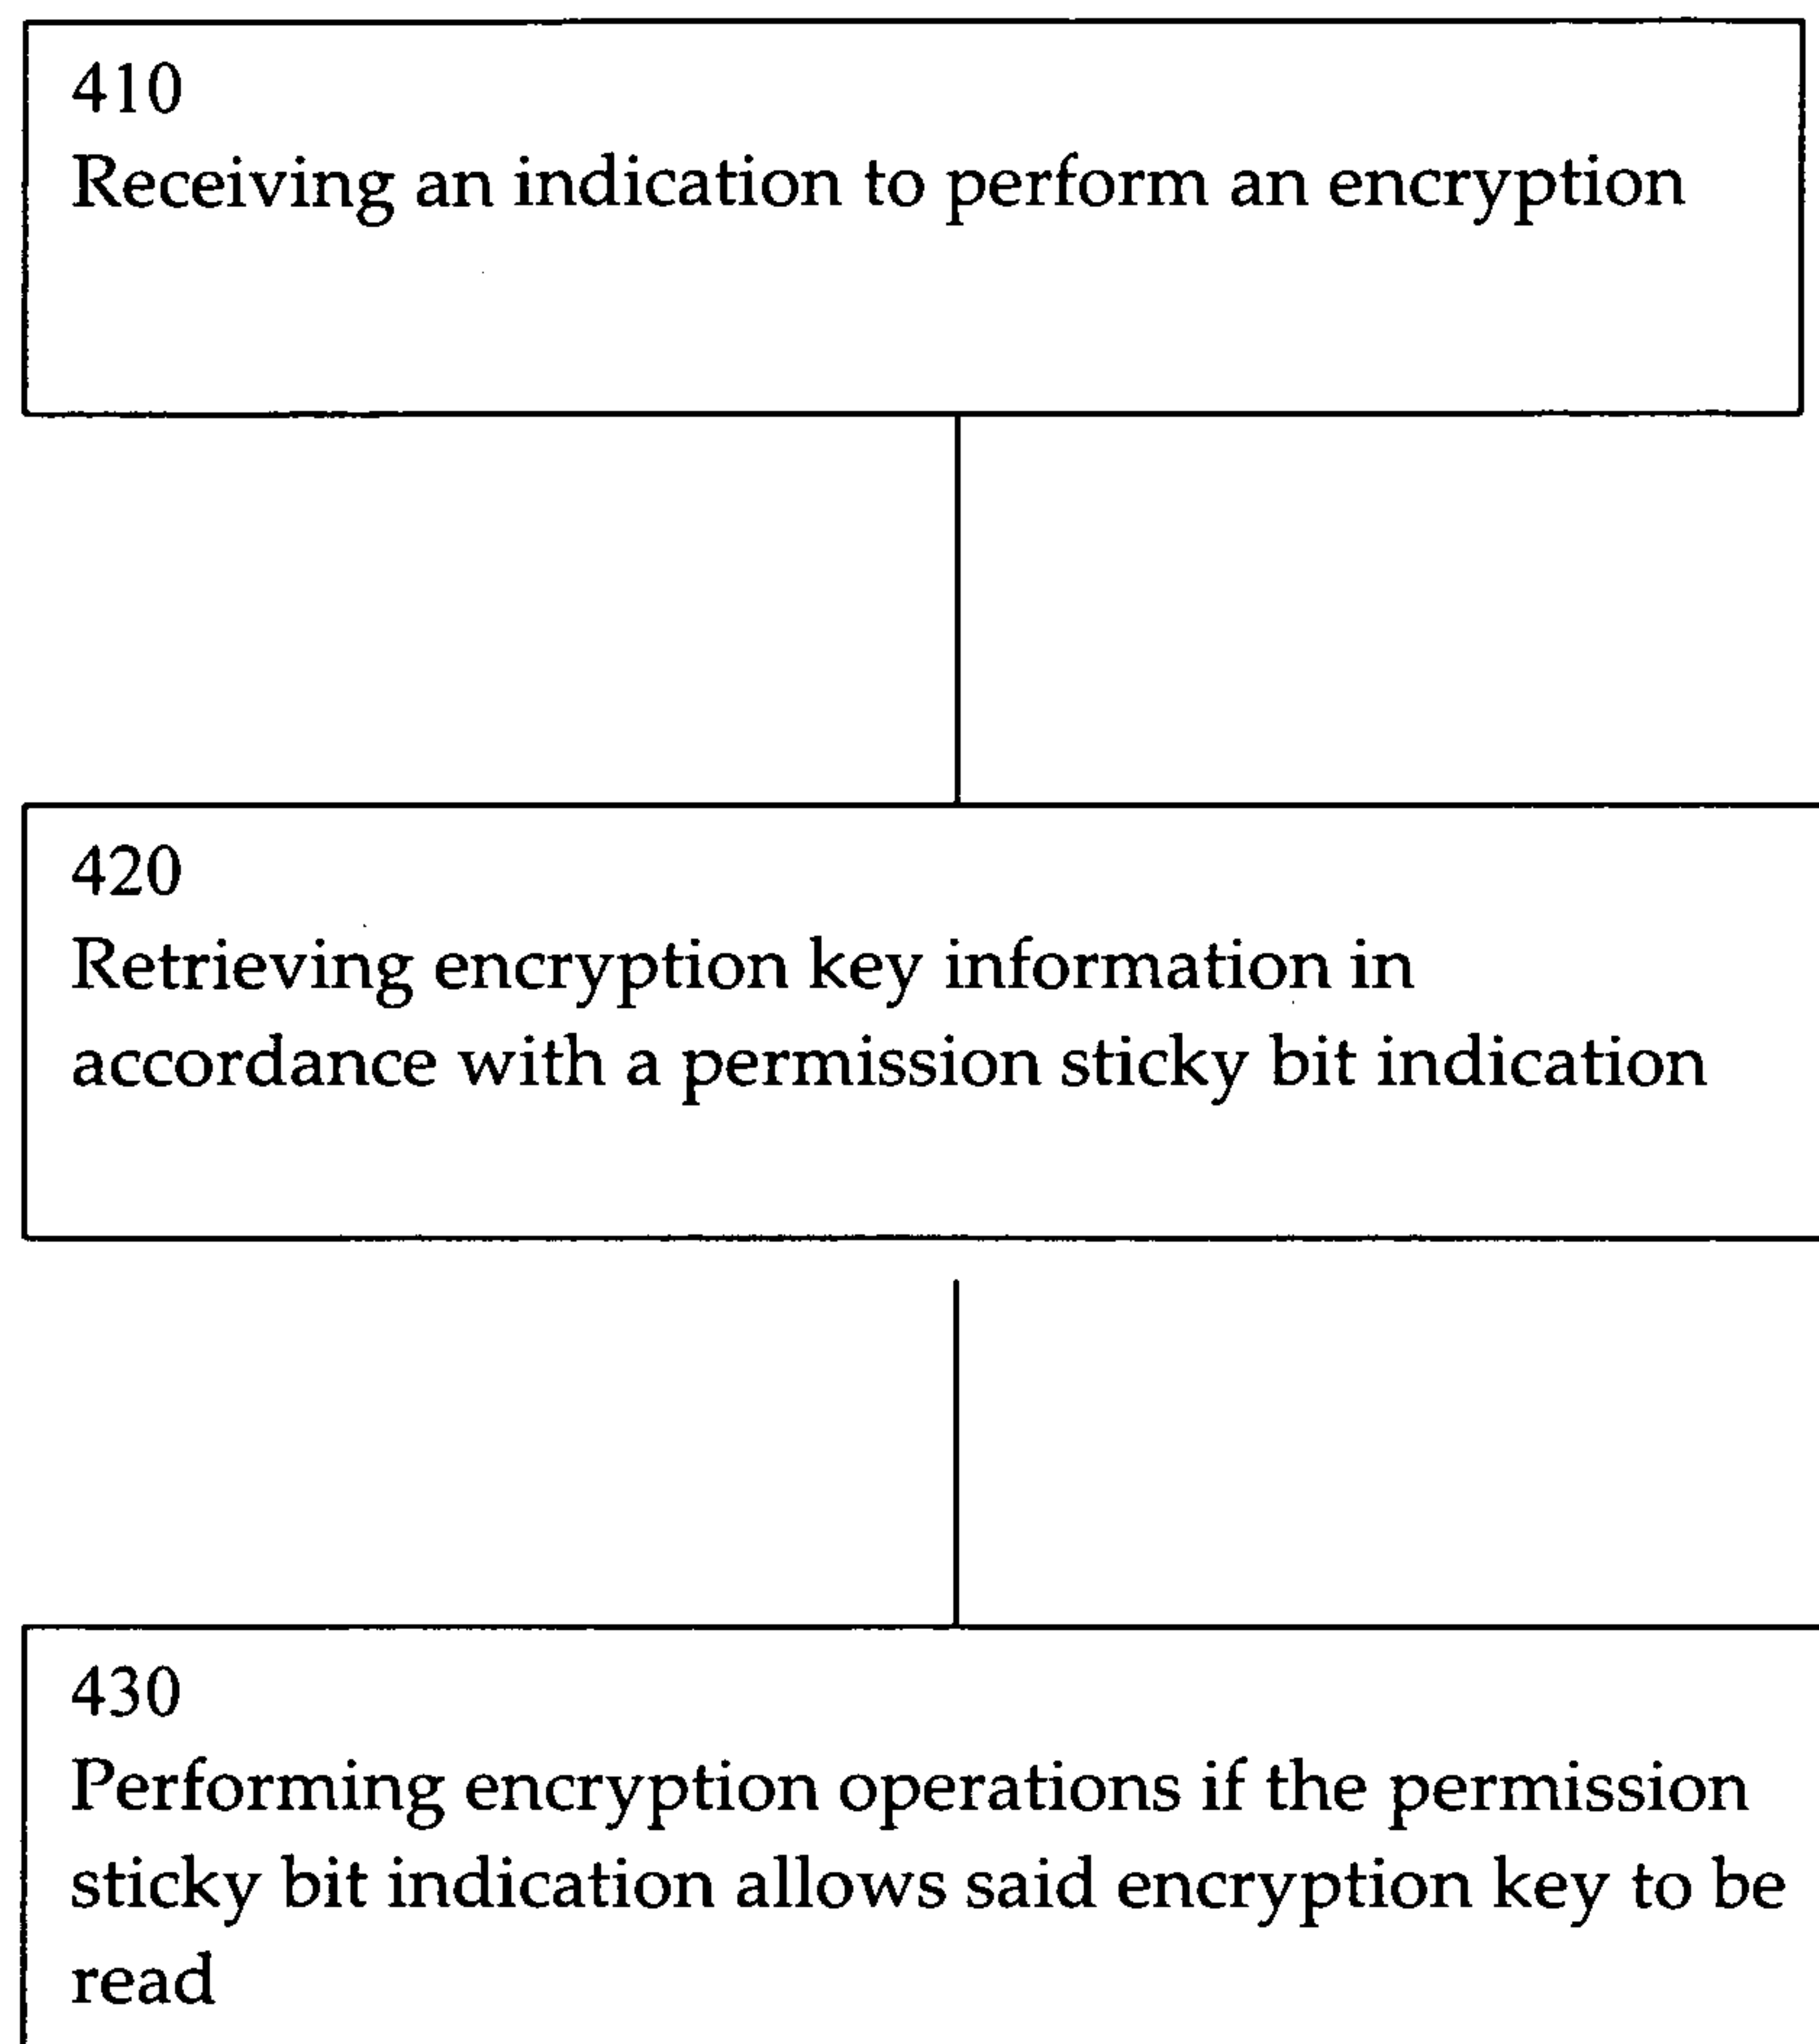 410
Receiving an indication to perform an encryption
420
Retrieving encryption key information in
accordance with a permission sticky bit indication
430
Performing encryption operations if the permission
sticky bit indication allows said encryption key to be
read